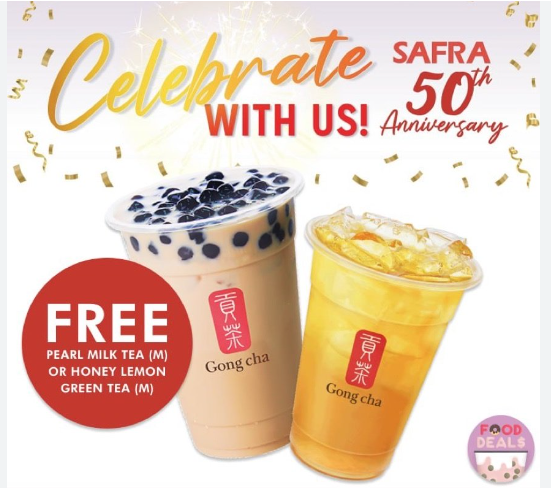 Celebrate
WITH US!
SAFRA
50th
Anniversary
FREE
PEARL MILK TEA (M)
OR HONEY LEMON
GREEN TEA (M)
貢茶
Gong cha
貢茶
Gong cha
FOOD
DEALS